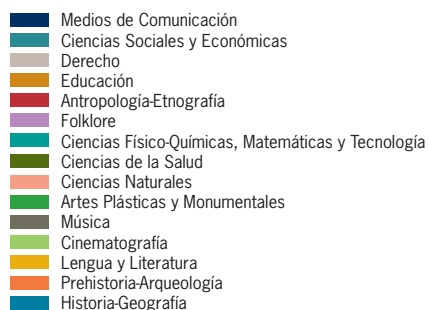 Medios de Comunicación
Ciencias Sociales y Económicas
Derecho
Educación
Antropología-Etnografía
Folklore
Ciencias Físico-Químicas, Matemáticas y Tecnología
Ciencias de la Salud
Ciencias Naturales
Artes Plásticas y Monumentales
Música
Cinematografía
Lengua y Literatura
Prehistoria-Arqueología
Historia-Geografía